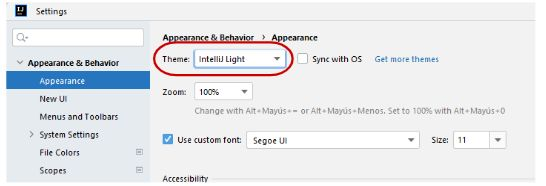 Settings
Appearance & Behavior
Appearance
New UI
Menus and Toolbars
System Settings
File Colors
Scopes
Appearance & Behavior › Appearance
Theme: IntelliJ Light Sync with OS Get more themes
Zoom: 100%
Change with Alt+Mayús+= or Alt+Mayús+Menos. Set to 100% with Alt+Mayús+0
Use custom font: Segoe UI Size: 11
Accessibility